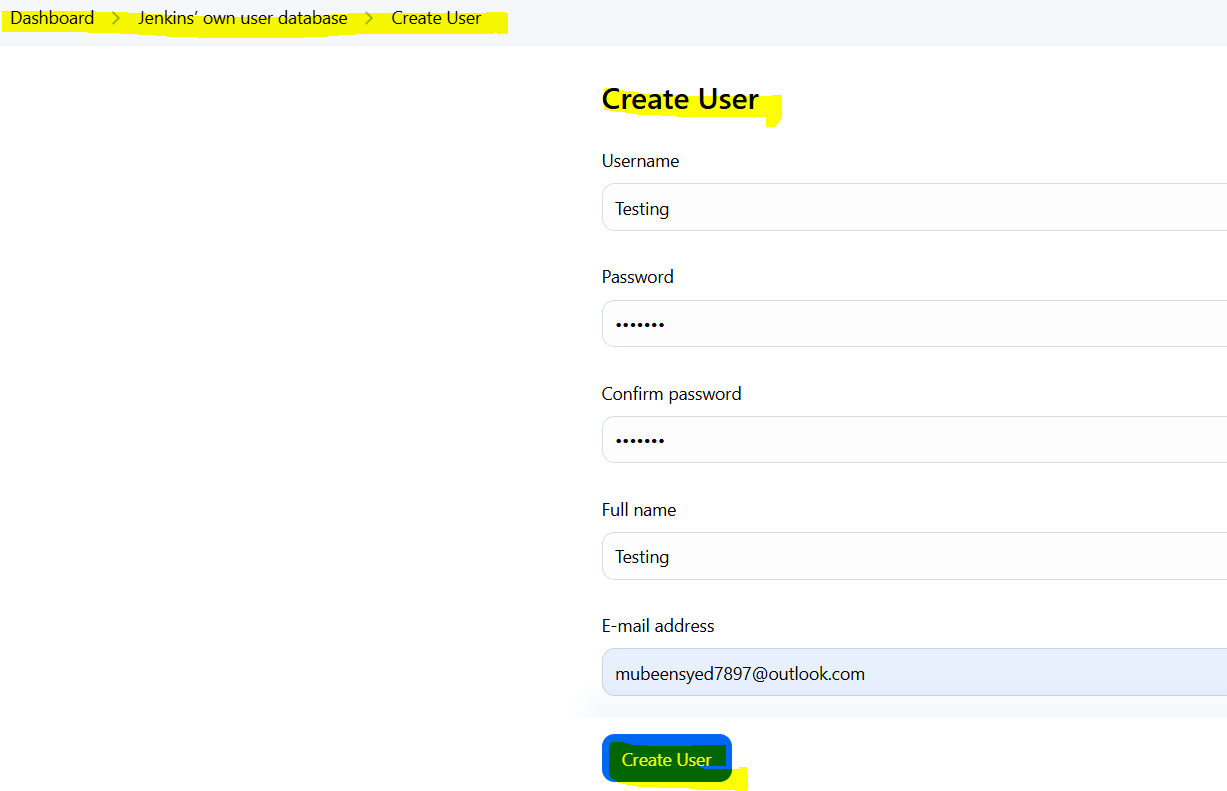 Dashboard > Jenkins' own user database > Create User
Create User
Username
Testing
Password
•••••••
Confirm password
•••••••
Full name
Testing
E-mail address
mubeensyed7897@outlook.com
Create User